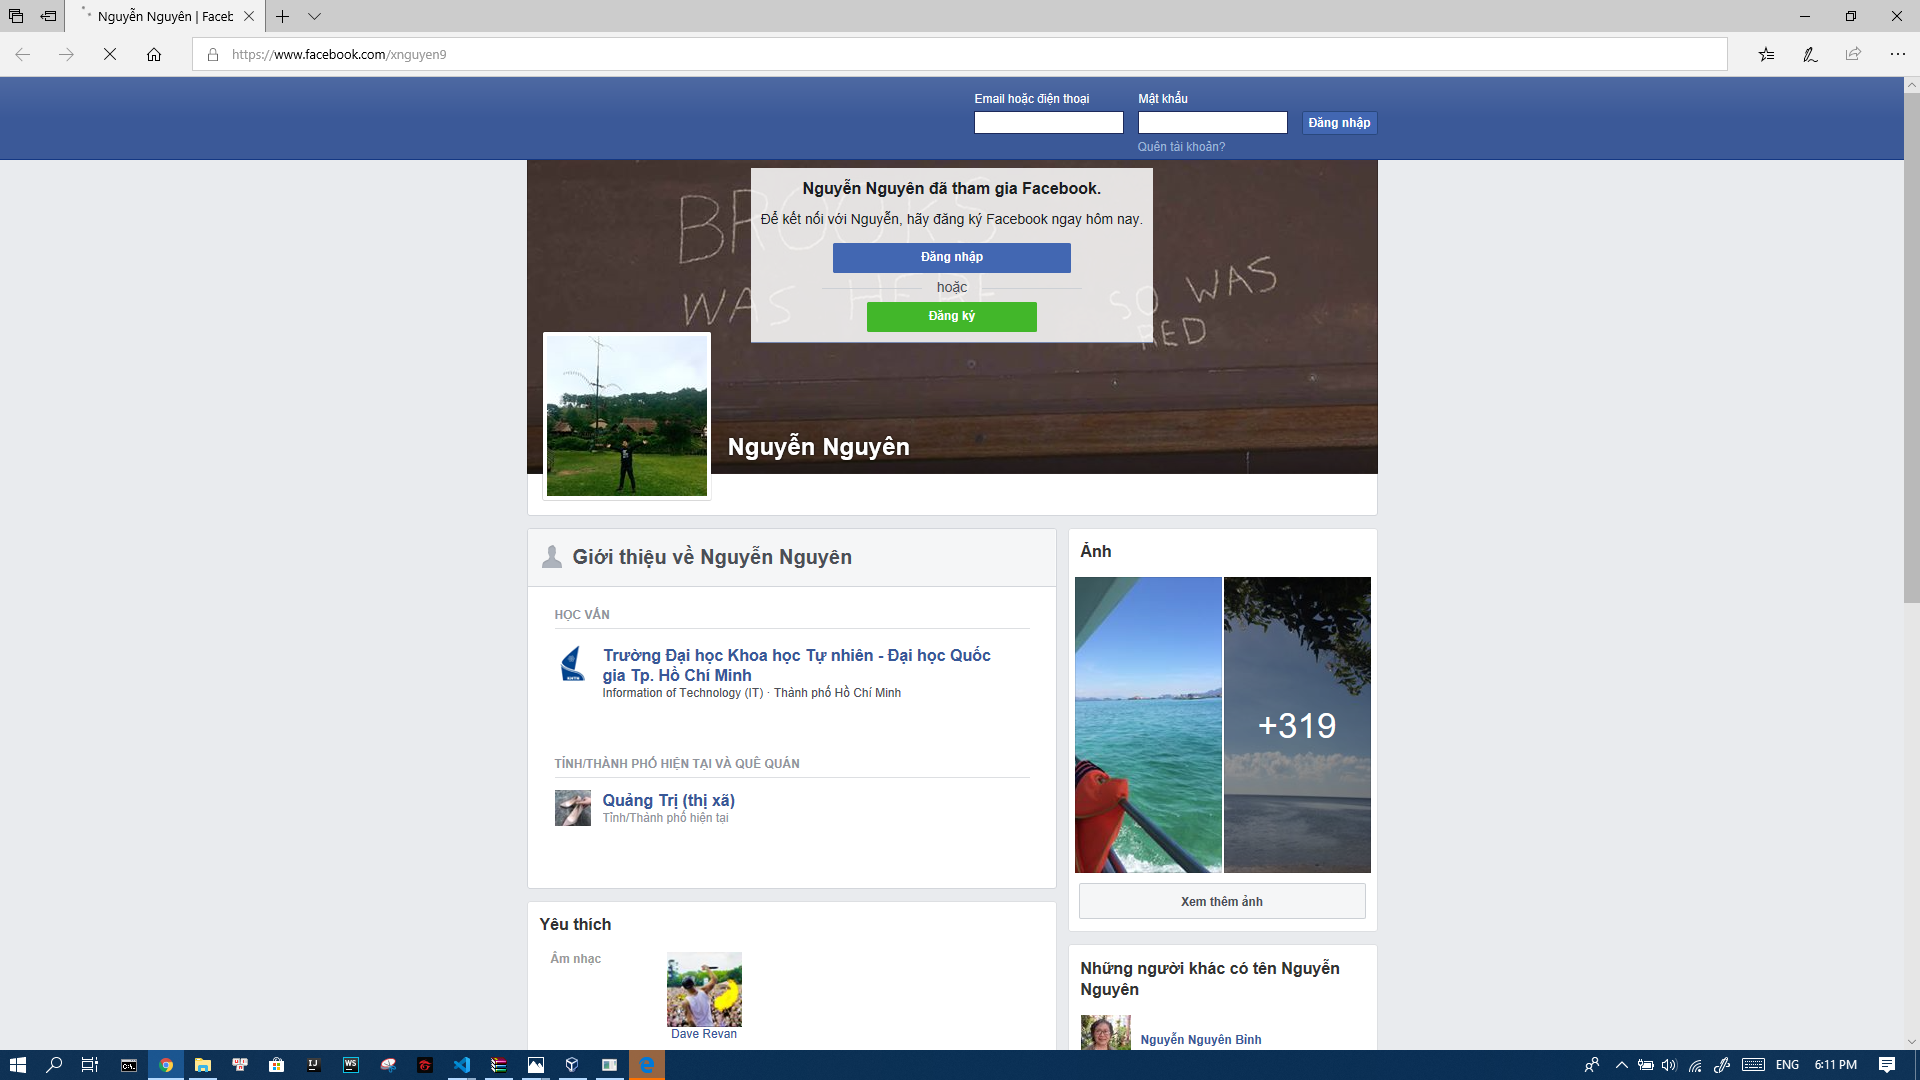 Nguyễn Nguyên | Faceb
https://www.facebook.com/xnguyen9
Email hoặc điện thoại
Mật khẩu
Đăng nhập
Quên tài khoản?
Nguyễn Nguyên đã tham gia Facebook.
Để kết nối với Nguyễn, hãy đăng ký Facebook ngay hôm nay.
Đăng nhập
hoặc
Đăng ký
BROOKS
WAS HERE
SO WAS
RED
Nguyễn Nguyên
Giới thiệu về Nguyễn Nguyên
HỌC VẤN
Trường Đại học Khoa học Tự nhiên - Đại học Quốc
gia Tp. Hồ Chí Minh
Information of Technology (IT) · Thành phố Hồ Chí Minh
TỈNH/THÀNH PHỐ HIỆN TẠI VÀ QUÊ QUÁN
Quảng Trị (thị xã)
Tỉnh/Thành phố hiện tại
Yêu thích
Âm nhạc
Dave Revan
Ảnh
+319
Xem thêm ảnh
Những người khác có tên Nguyễn
Nguyên
Nguyễn Nguyên Bình
ENG
6:11 PM